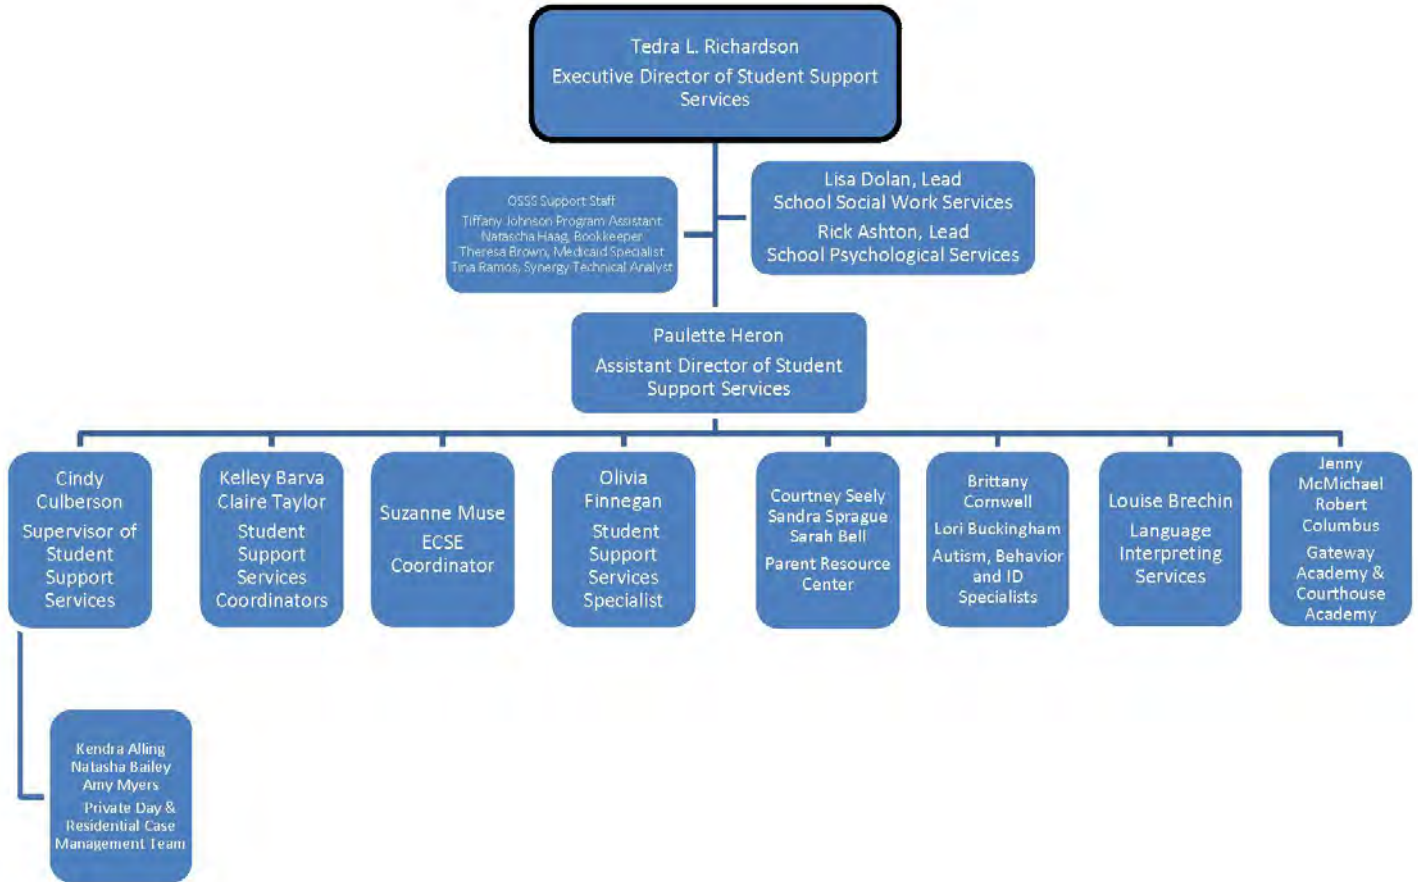 Tedra L. Richardson
Executive Director of Student Support
Services
OSSS Support Staff
Tiffany Johnson Program Assistant
Natascha Haag, Bookkeeper
Theresa Brown, Medicaid Specialist
Tina Ramos, Synergy Technical Analyst
Lisa Dolan, Lead
School Social Work Services
Rick Ashton, Lead
School Psychological Services
Paulette Heron
Assistant Director of Student
Support Services
Cindy
Culberson
Supervisor of
Student
Support
Services
Kelley Barva
Claire Taylor
Student
Support
Services
Coordinators
Suzanne Muse
ECSE
Coordinator
Olivia
Finnegan
Student
Support
Services
Specialist
Courtney Seely
Sandra Sprague
Sarah Bell
Parent Resource
Center
Brittany
Cornwell
Lori Buckingham
Autism, Behavior
and ID
Specialists
Louise Brechin
Language
Interpreting
Services
Jenny
McMichael
Robert
Columbus
Gateway
Academy &
Courthouse
Academy
Kendra Alling
Natasha Bailey
Amy Myers
Private Day &
Residential Case
Management Team